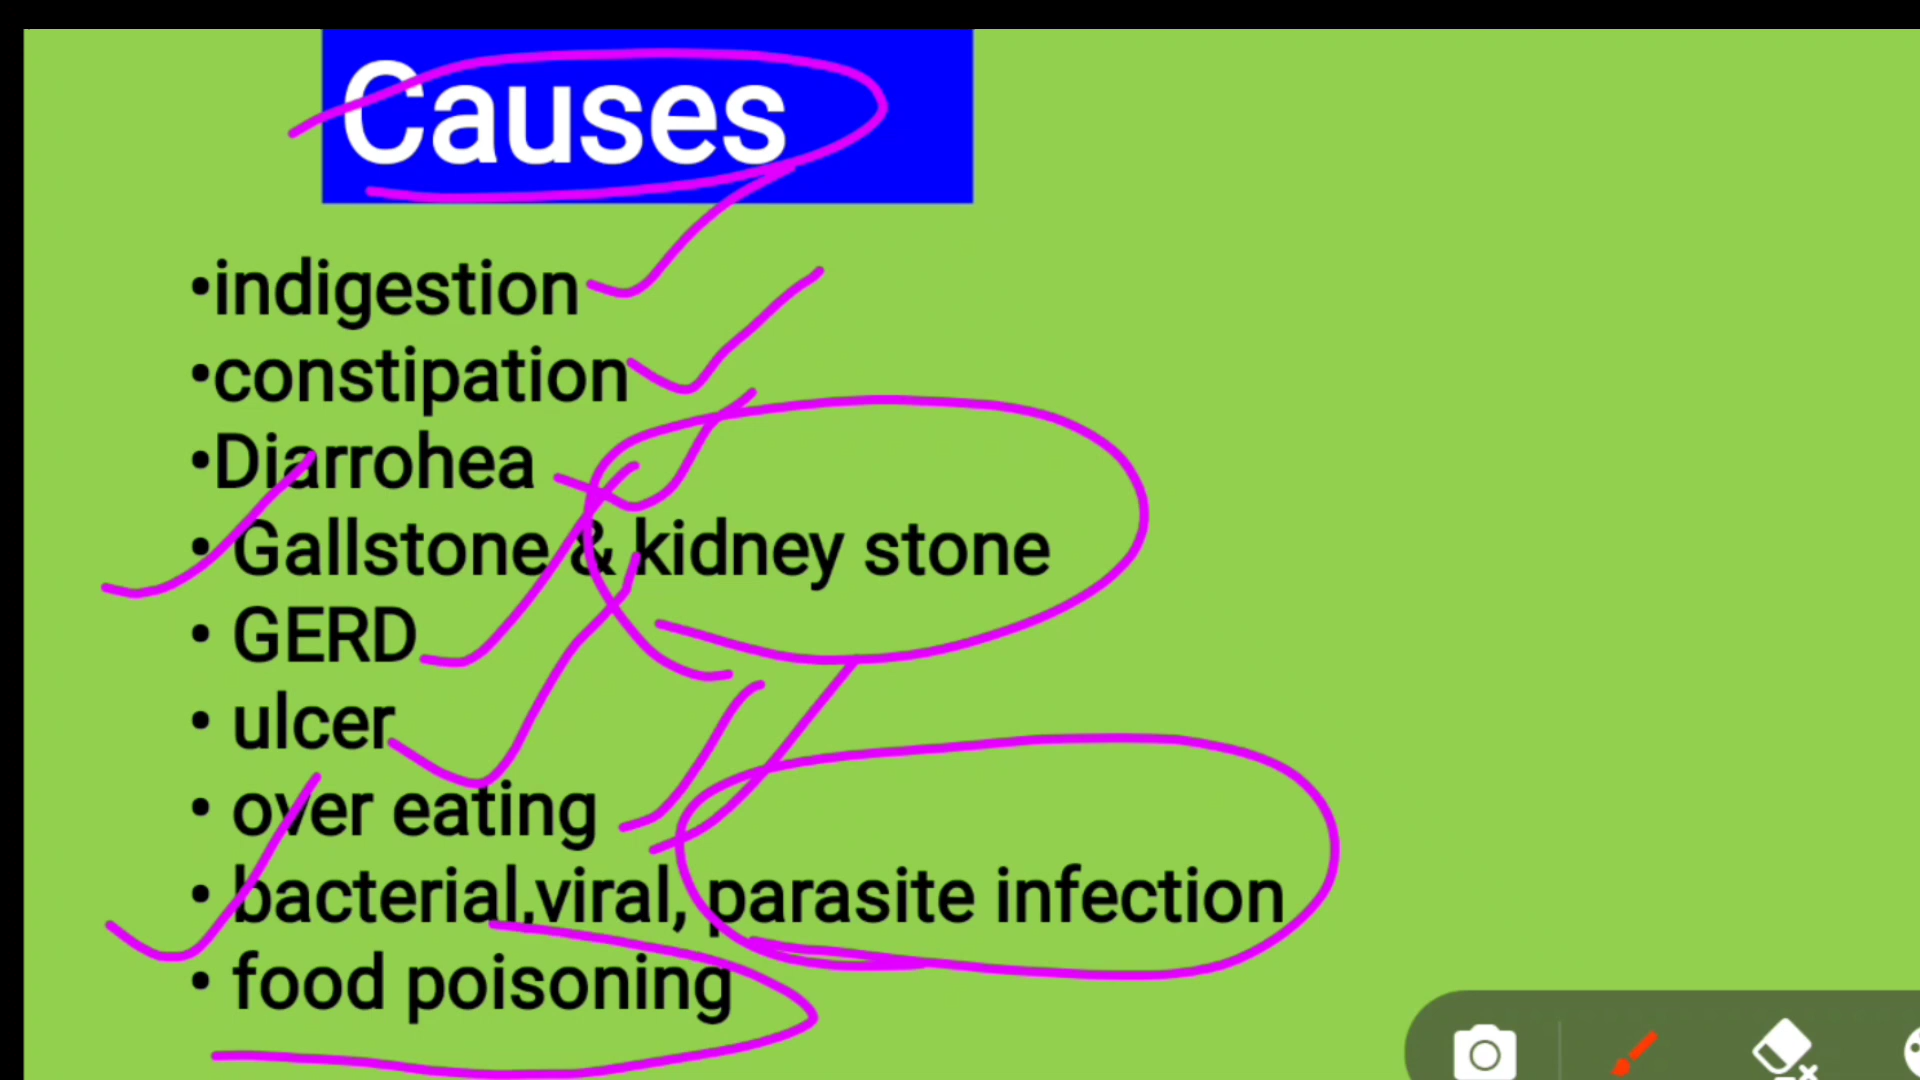 Causes
•indigestion
•constipation
•Diarrohea
• Gallstone & kidney stone
• GERD
• ulcer
• over eating
• bacterial,viral, parasite infection
• food poisoning